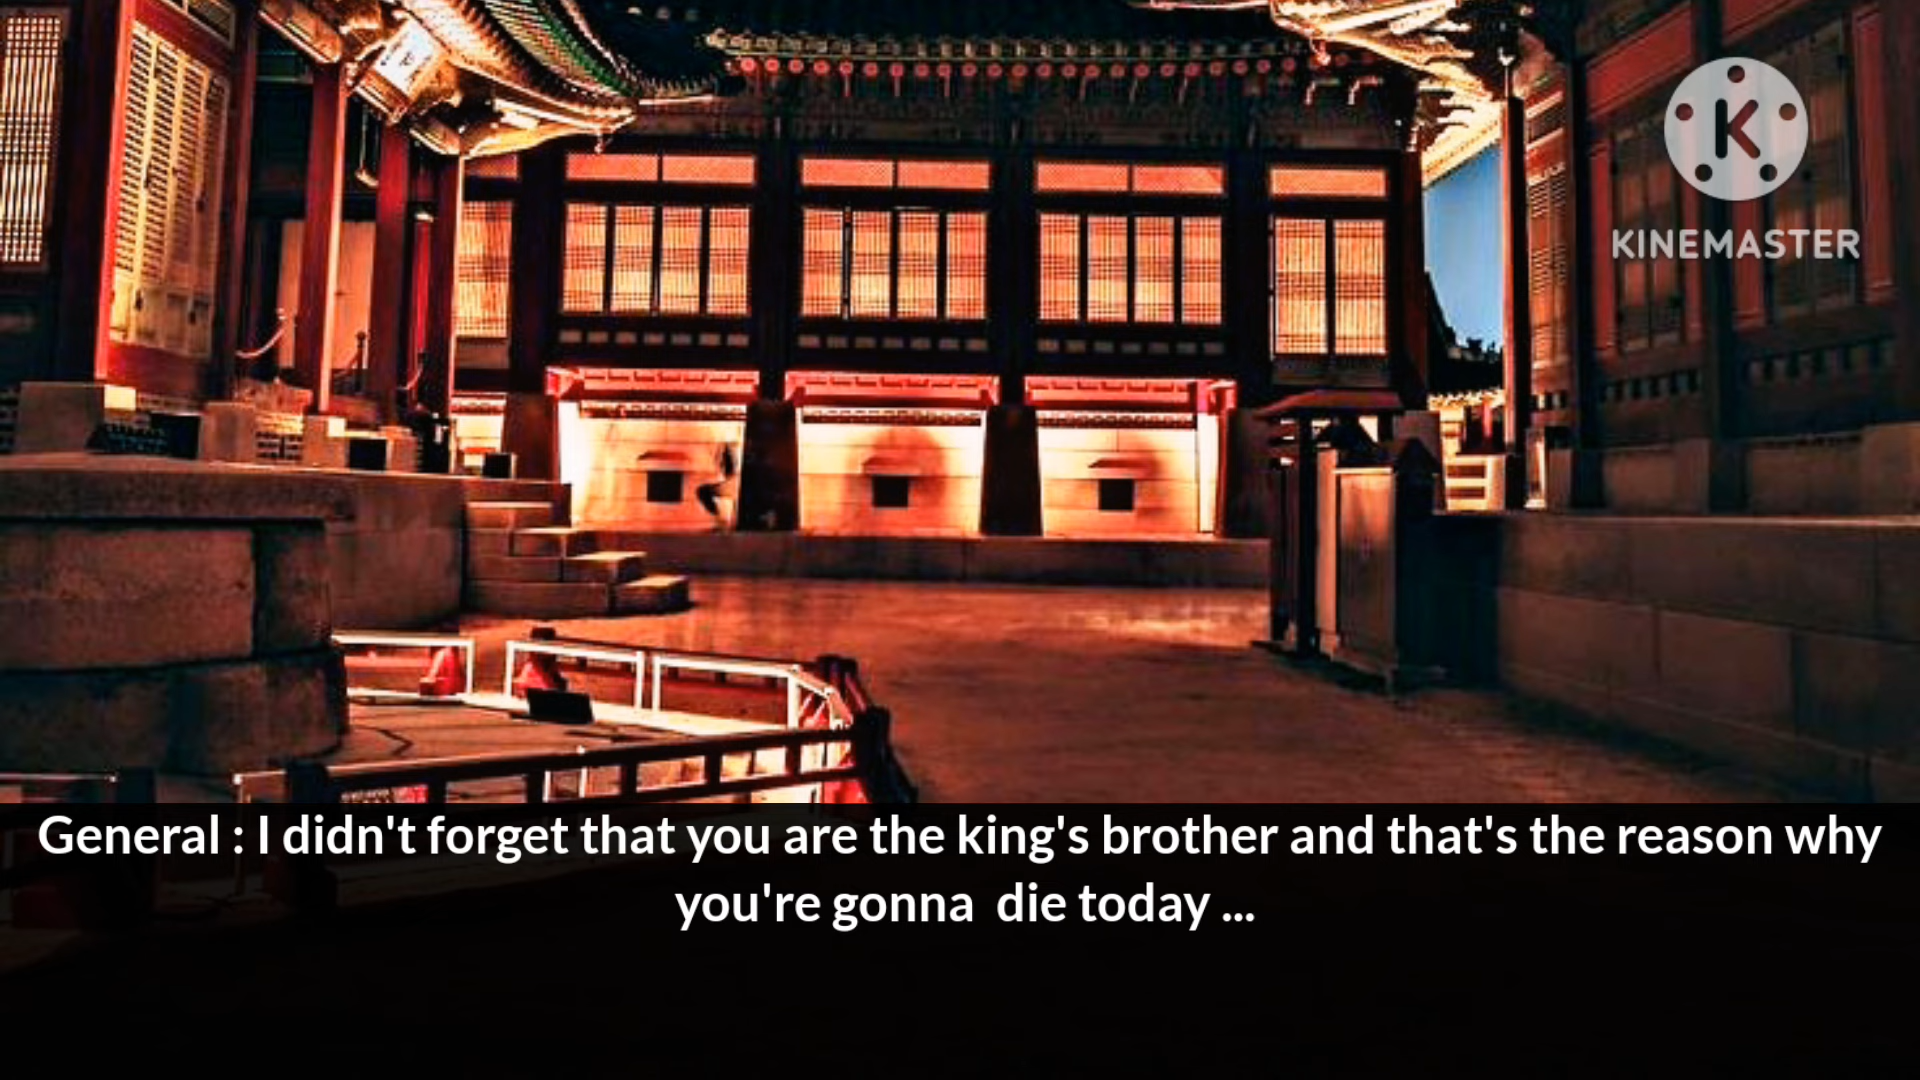 KINEMASTER
General : I didn't forget that you are the king's brother and that's the reason why
you're gonna  die today ...